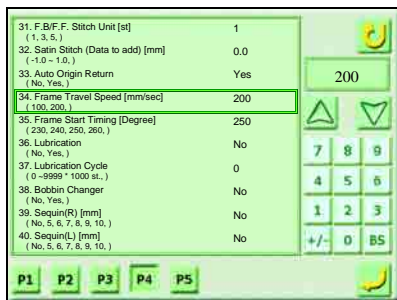 31. F.B/F.F. Stitch Unit [st] 1
( 1, 3, 5, )
32. Satin Stitch (Data to add) [mm] 0.0
( -1.0 ~ 1.0, )
33. Auto Origin Return Yes
( No, Yes, )
34. Frame Travel Speed [mm/sec] 200
( 100, 200, )
35. Frame Start Timing [Degree] 250
( 230, 240, 250, 260, )
36. Lubrication No
( No, Yes, )
37. Lubrication Cycle 0
( 0 ~9999 * 1000 st., )
38. Bobbin Changer No
( No, Yes, )
39. Sequin(R) [mm] No
( No, 5, 6, 7, 8, 9, 10, )
40. Sequin(L) [mm] No
( No, 5, 6, 7, 8, 9, 10, )
200
7 8 9
4 5 6
1 2 3
+/- 0 BS
P1 P2 P3 P4 P5